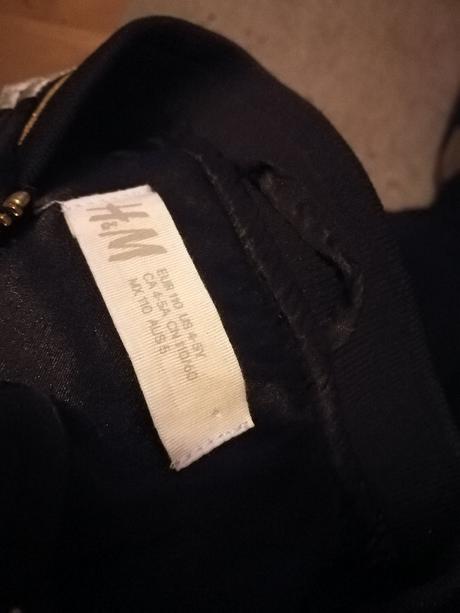 H&M
EUR 110 US 4-5Y
CA 4-5A CN 110/60
MX 110 AUS 5